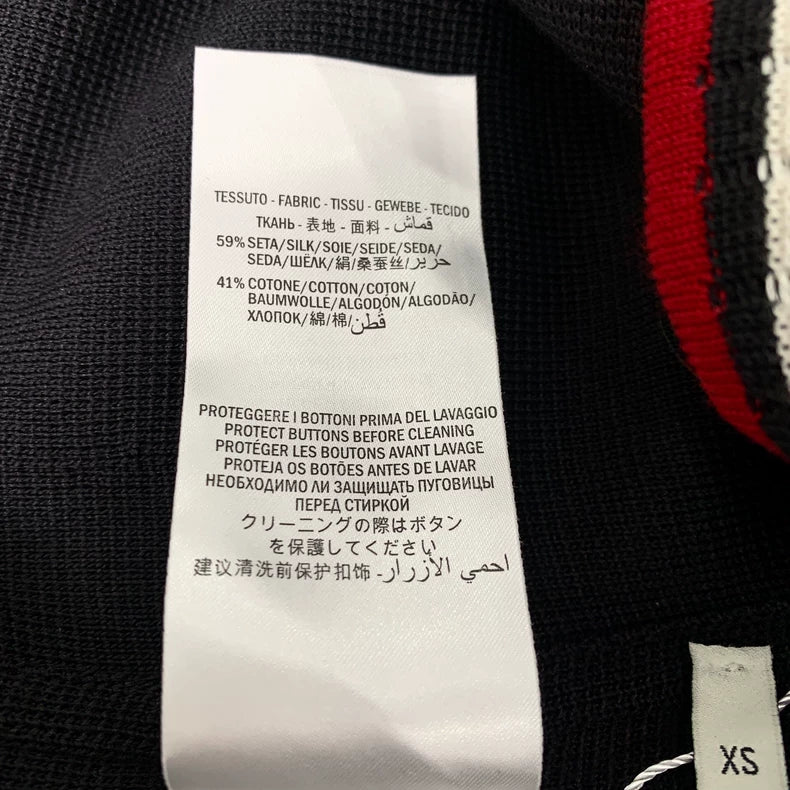 TESSUTO - FABRIC - TISSU - GEWEBE - TECIDO
ТКАНЬ - 表地 - 面料 - قماش
59% SETA/SILK/SOIE/SEIDE/SEDA/
SEDA/ШЁЛК/絹/桑蚕丝/حرير
41% COTONE/COTTON/COTON/
BAUMWOLLE/ALGODÓN/ALGODÃO/
ХЛОПОК/綿/棉/قُطن
PROTEGGERE I BOTTONI PRIMA DEL LAVAGGIO
PROTECT BUTTONS BEFORE CLEANING
PROTÉGER LES BOUTONS AVANT LAVAGE
PROTEJA OS BOTÕES ANTES DE LAVAR
НЕОБХОДИМО ЛИ ЗАЩИЩАТЬ ПУГОВИЦЫ
ПЕРЕД СТИРКОЙ
クリーニングの際はボタン
を保護してください
建议清洗前保护扣饰 - احمي الأزرار
XS